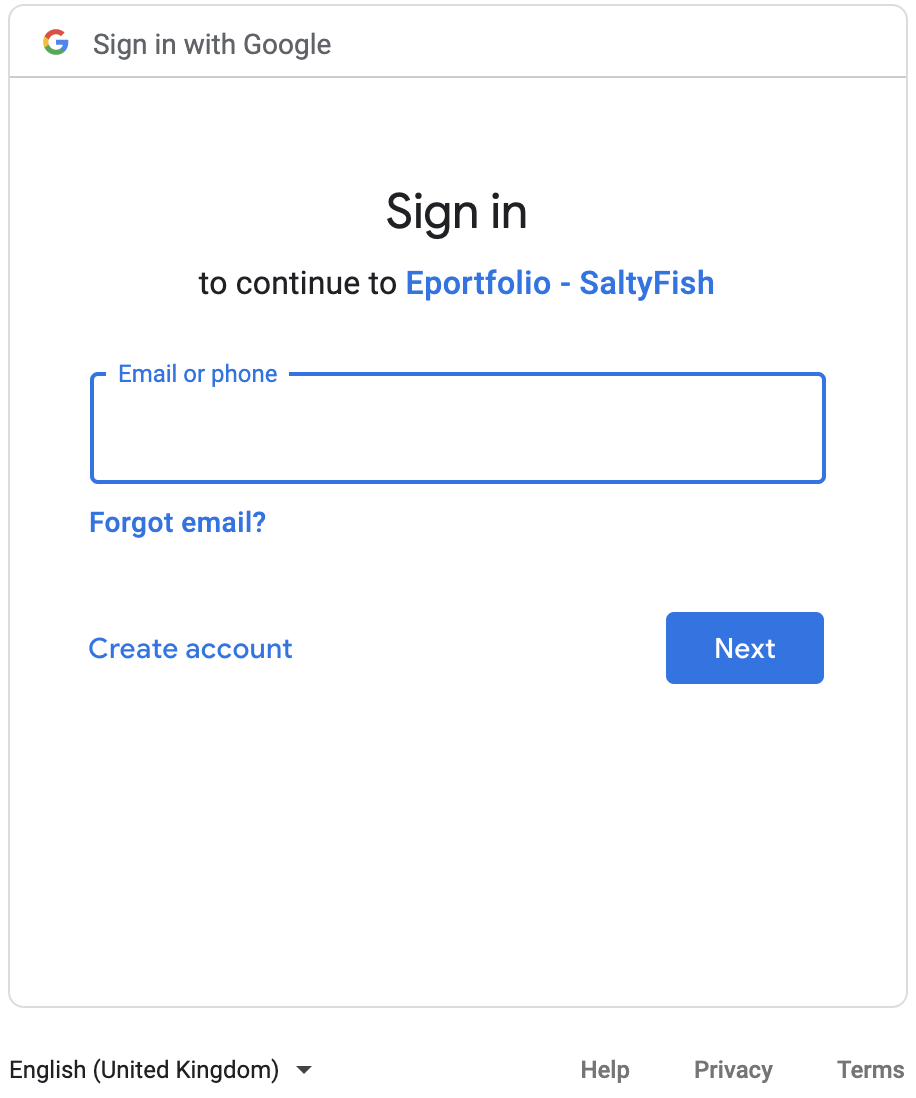 Sign in with Google
Sign in
to continue to Eportfolio - SaltyFish
Email or phone
Forgot email?
Create account
Next
English (United Kingdom)
Help
Privacy
Terms